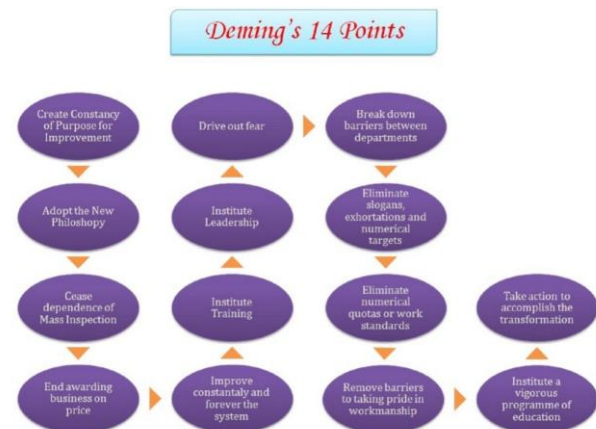 Deming's 14 Points
Create Constancy
of Purpose for
Improvement
Adopt the New
Philoshopy
Cease
dependence of
Mass Inspection
End awarding
business on
price
Improve
constantaly and
forever the
system
Institute
Training
Institute
Leadership
Drive out fear
Break down
barriers between
departments
Eliminate
slogans,
exhortations and
numerical
targets
Eliminate
numerical
quotas or work
standards
Remove barriers
to taking pride in
workmanship
Institute a
vigorous
programme of
education
Take action to
accomplish the
transformation